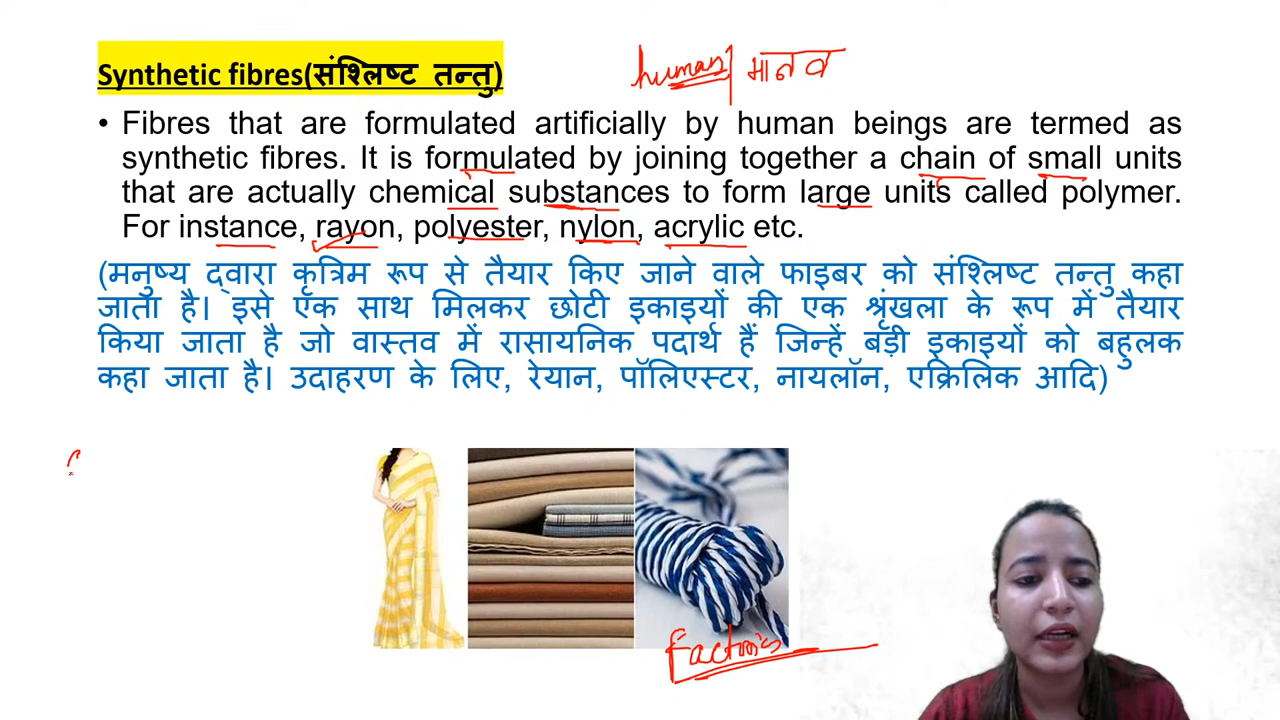 Synthetic fibres(संश्लिष्ट तन्तु)
human मानव
• Fibres that are formulated artificially by human beings are termed as
synthetic fibres. It is formulated by joining together a chain of small units
that are actually chemical substances to form large units called polymer.
For instance, rayon, polyester, nylon, acrylic etc.
(मनुष्य द्वारा कृत्रिम रूप से तैयार किए जाने वाले फाइबर को संश्लिष्ट तन्तु कहा
जाता है। इसे एक साथ मिलकर छोटी इकाइयों की एक श्रृंखला के रूप में तैयार
किया जाता है जो वास्तव में रासायनिक पदार्थ हैं जिन्हें बड़ी इकाइयों को बहुलक
कहा जाता है। उदाहरण के लिए, रेयान, पॉलिएस्टर, नायलॉन, एक्रिलिक आदि)